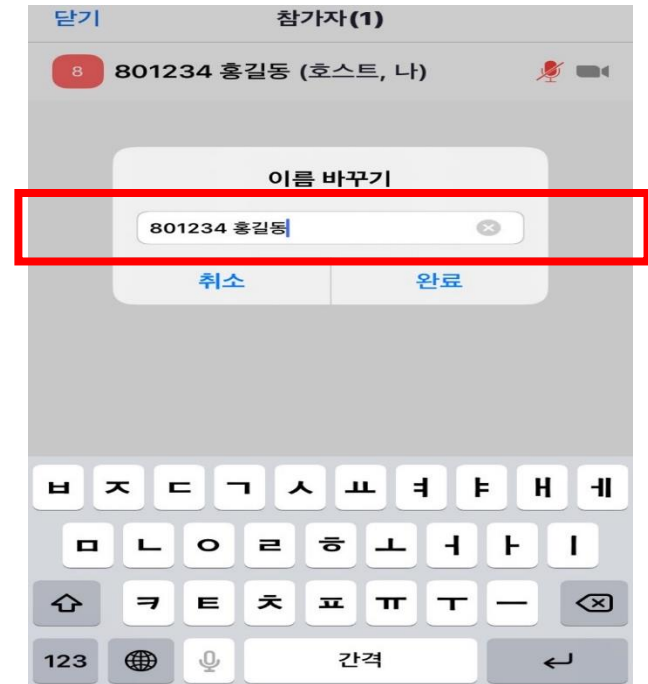 닫기 참가자(1)
8 801234 홍길동 (호스트, 나)
이름 바꾸기
801234 홍길동
취소 완료
ㅂ ㅈ ㄷ ㄱ ㅅ ㅛ ㅕ ㅑ ㅐ ㅔ
ㅁ ㄴ ㅇ ㄹ ㅎ ㅗ ㅓ ㅏ ㅣ
ㅋ ㅌ ㅊ ㅍ ㅠ ㅜ ㅡ
123 간격